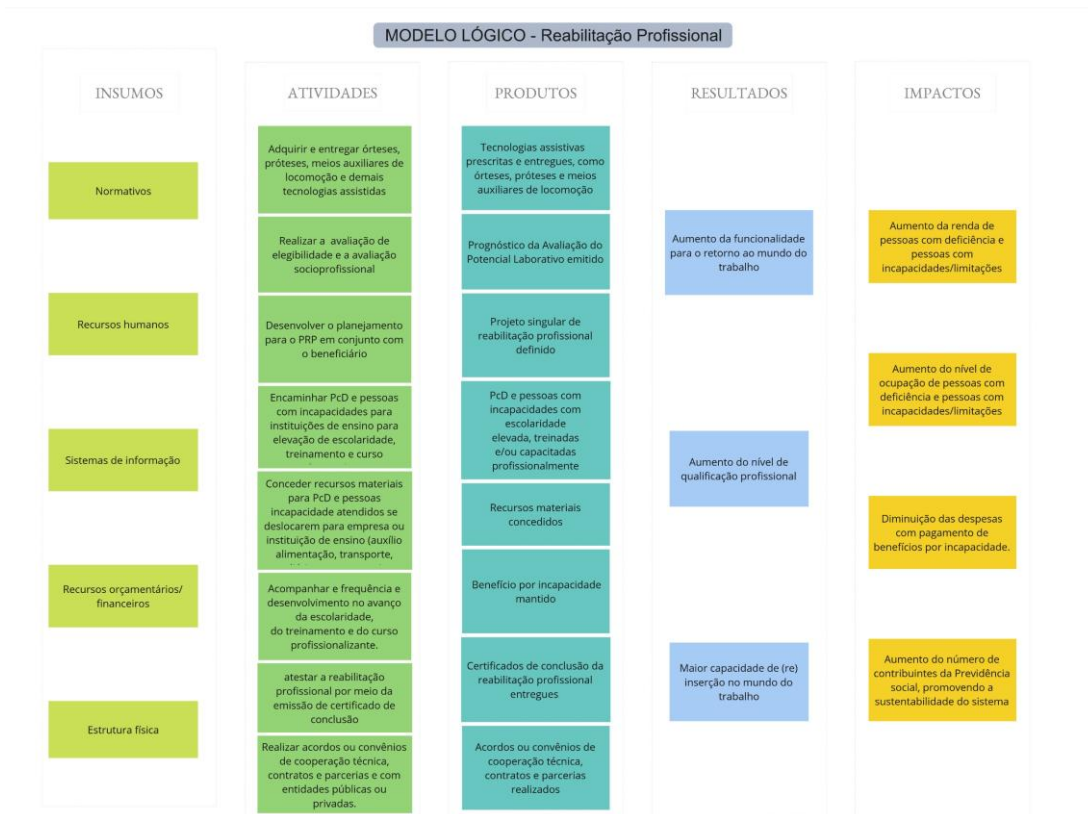 MODELO LÓGICO - Reabilitação Profissional
INSUMOS
Normativos
Recursos humanos
Sistemas de informação
Recursos orçamentários/
financeiros
Estrutura física
ATIVIDADES
Adquirir e entregar órteses,
próteses, meios auxiliares de
locomoção e demais
tecnologias assistidas
Realizar a avaliação de
elegibilidade e a avaliação
socioprofissional
Desenvolver o planejamento
para o PRP em conjunto com
o beneficiário
Encaminhar PcD e pessoas
com incapacidades para
instituições de ensino para
elevação de escolaridade,
treinamento e curso
Conceder recursos materiais
para PcD e pessoas
incapacidade atendidos se
deslocarem para empresa ou
instituição de ensino (auxílio
alimentação, transporte,
Acompanhar e frequência e
desenvolvimento no avanço
da escolaridade,
do treinamento e do curso
profissionalizante.
atestar a reabilitação
profissional por meio da
emissão de certificado de
conclusão
Realizar acordos ou convênios
de cooperação técnica,
contratos e parcerias e com
entidades públicas ou
privadas.
PRODUTOS
Tecnologias assistivas
prescritas e entregues, como
órteses, próteses e meios
auxiliares de locomoção
Prognóstico da Avaliação do
Potencial Laborativo emitido
Projeto singular de
reabilitação profissional
definido
PcD e pessoas com
incapacidades com
escolaridade
elevada, treinadas
e/ou capacitadas
profissionalmente
Recursos materiais
concedidos
Benefício por incapacidade
mantido
Certificados de conclusão da
reabilitação profissional
entregues
Acordos ou convênios de
cooperação técnica,
contratos e parcerias
realizados
RESULTADOS
Aumento da funcionalidade
para o retorno ao mundo do
trabalho
Aumento do nível de
qualificação profissional
Maior capacidade de (re)
inserção no mundo do
trabalho
IMPACTOS
Aumento da renda de
pessoas com deficiência e
pessoas com
incapacidades/limitações
Aumento do nível de
ocupação de pessoas com
deficiência e pessoas com
incapacidades/limitações
Diminuição das despesas
com pagamento de
benefícios por incapacidade.
Aumento do número de
contribuintes da Previdência
social, promovendo a
sustentabilidade do sistema